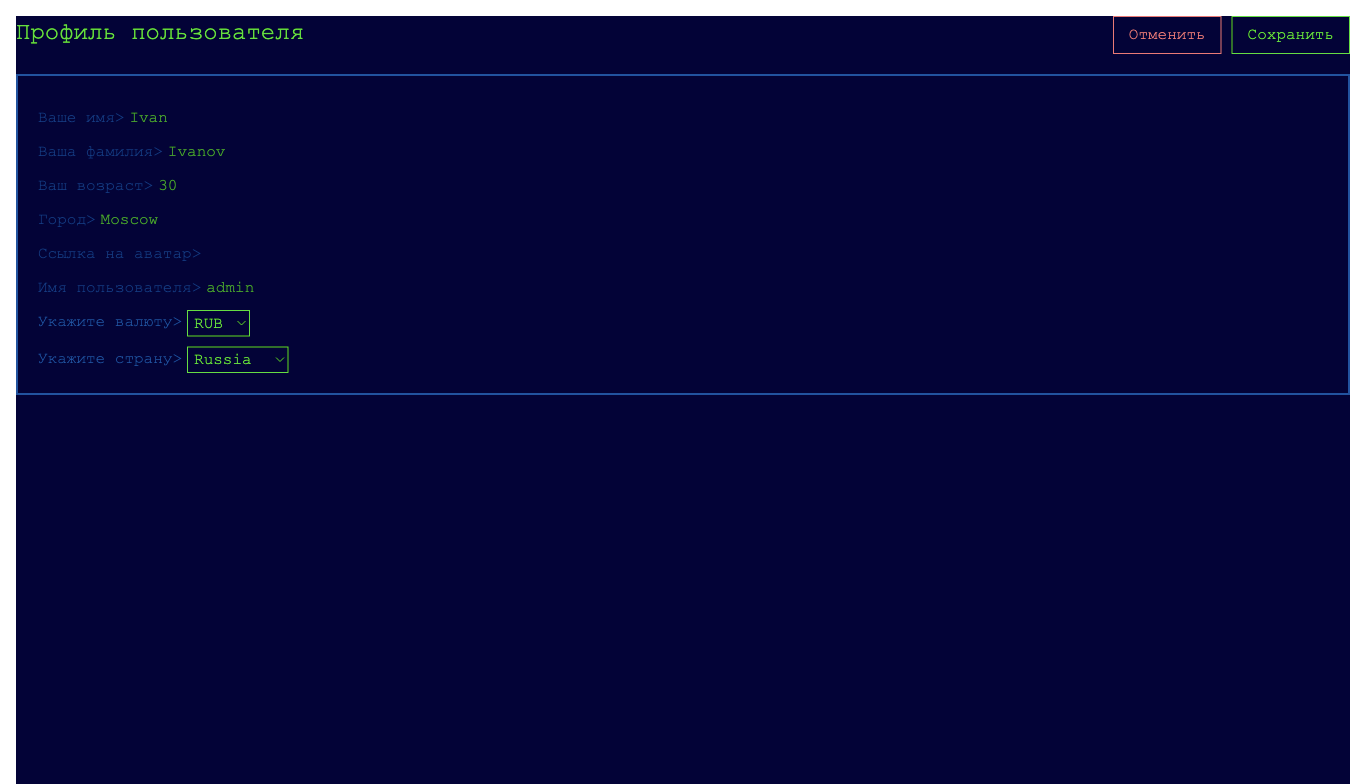 Профиль пользователя Отменить Сохранить
Ваше имя> Ivan
Ваша фамилия> Ivanov
Ваш возраст> 30
Город> Moscow
Ссылка на аватар>
Имя пользователя> admin
Укажите валюту> RUB
Укажите страну> Russia